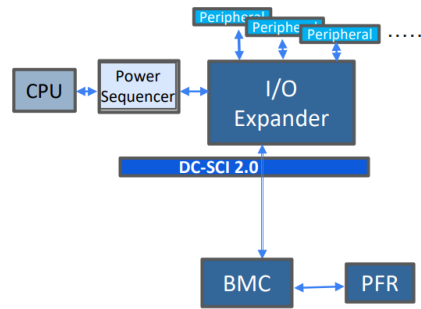 Peripheral
Peripheral
Peripheral
.....
CPU
Power
Sequencer
I/O
Expander
DC-SCI 2.0
BMC
PFR